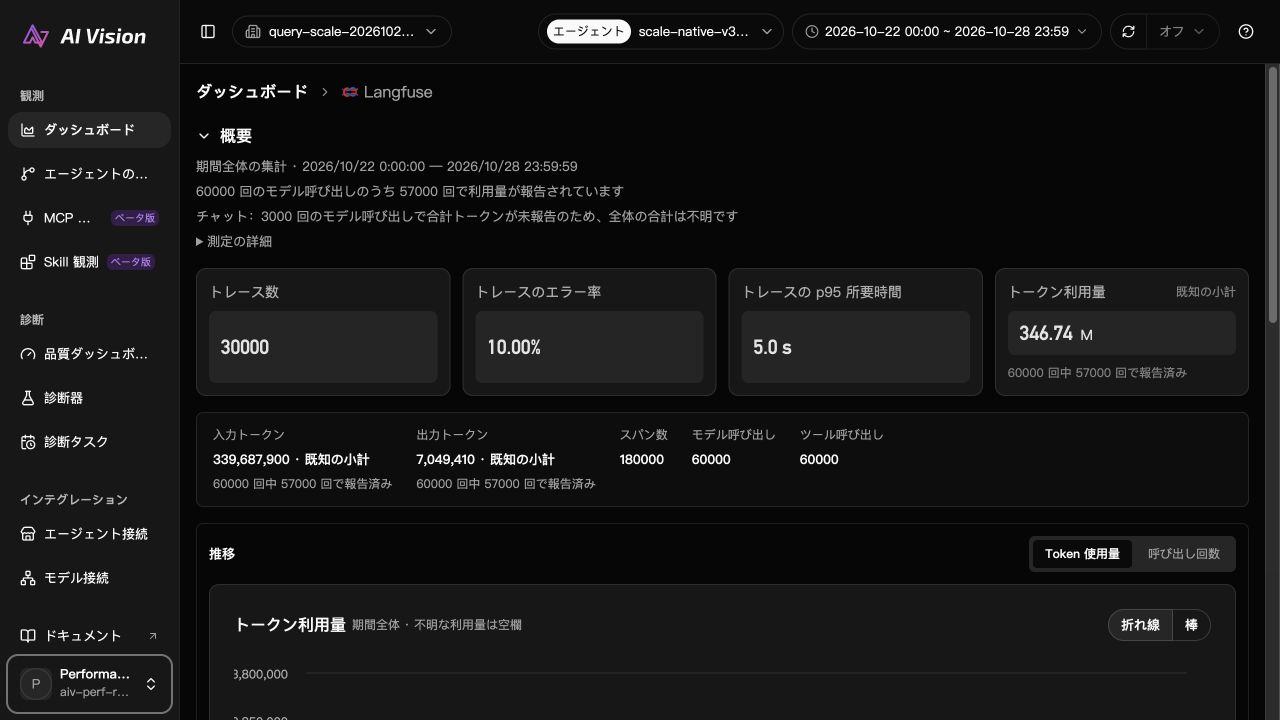 AI Vision
query-scale-2026102...
エージェント scale-native-v3...
2026-10-22 00:00 ~ 2026-10-28 23:59
オフ
観測
ダッシュボード
エージェントの...
MCP ... ベータ版
Skill 観測 ベータ版
診断
品質ダッシュボ...
診断器
診断タスク
インテグレーション
エージェント接続
モデル接続
ドキュメント
P
Performa...
aiv-perf-r...
ダッシュボード
Langfuse
概要
期間全体の集計 · 2026/10/22 0:00:00 — 2026/10/28 23:59:59
60000 回のモデル呼び出しのうち 57000 回で利用量が報告されています
チャット: 3000 回のモデル呼び出しで合計トークンが未報告のため、全体の合計は不明です
測定の詳細
トレース数
30000
トレースのエラー率
10.00%
トレースの p95 所要時間
5.0 s
トークン利用量 既知の小計
346.74 M
60000 回中 57000 回で報告済み
入力トークン
339,687,900 · 既知の小計
60000 回中 57000 回で報告済み
出力トークン
7,049,410 · 既知の小計
60000 回中 57000 回で報告済み
スパン数
180000
モデル呼び出し
60000
ツール呼び出し
60000
推移
Token 使用量 呼び出し回数
トークン利用量 期間全体 · 不明な利用量は空欄
折れ線 棒
3,800,000